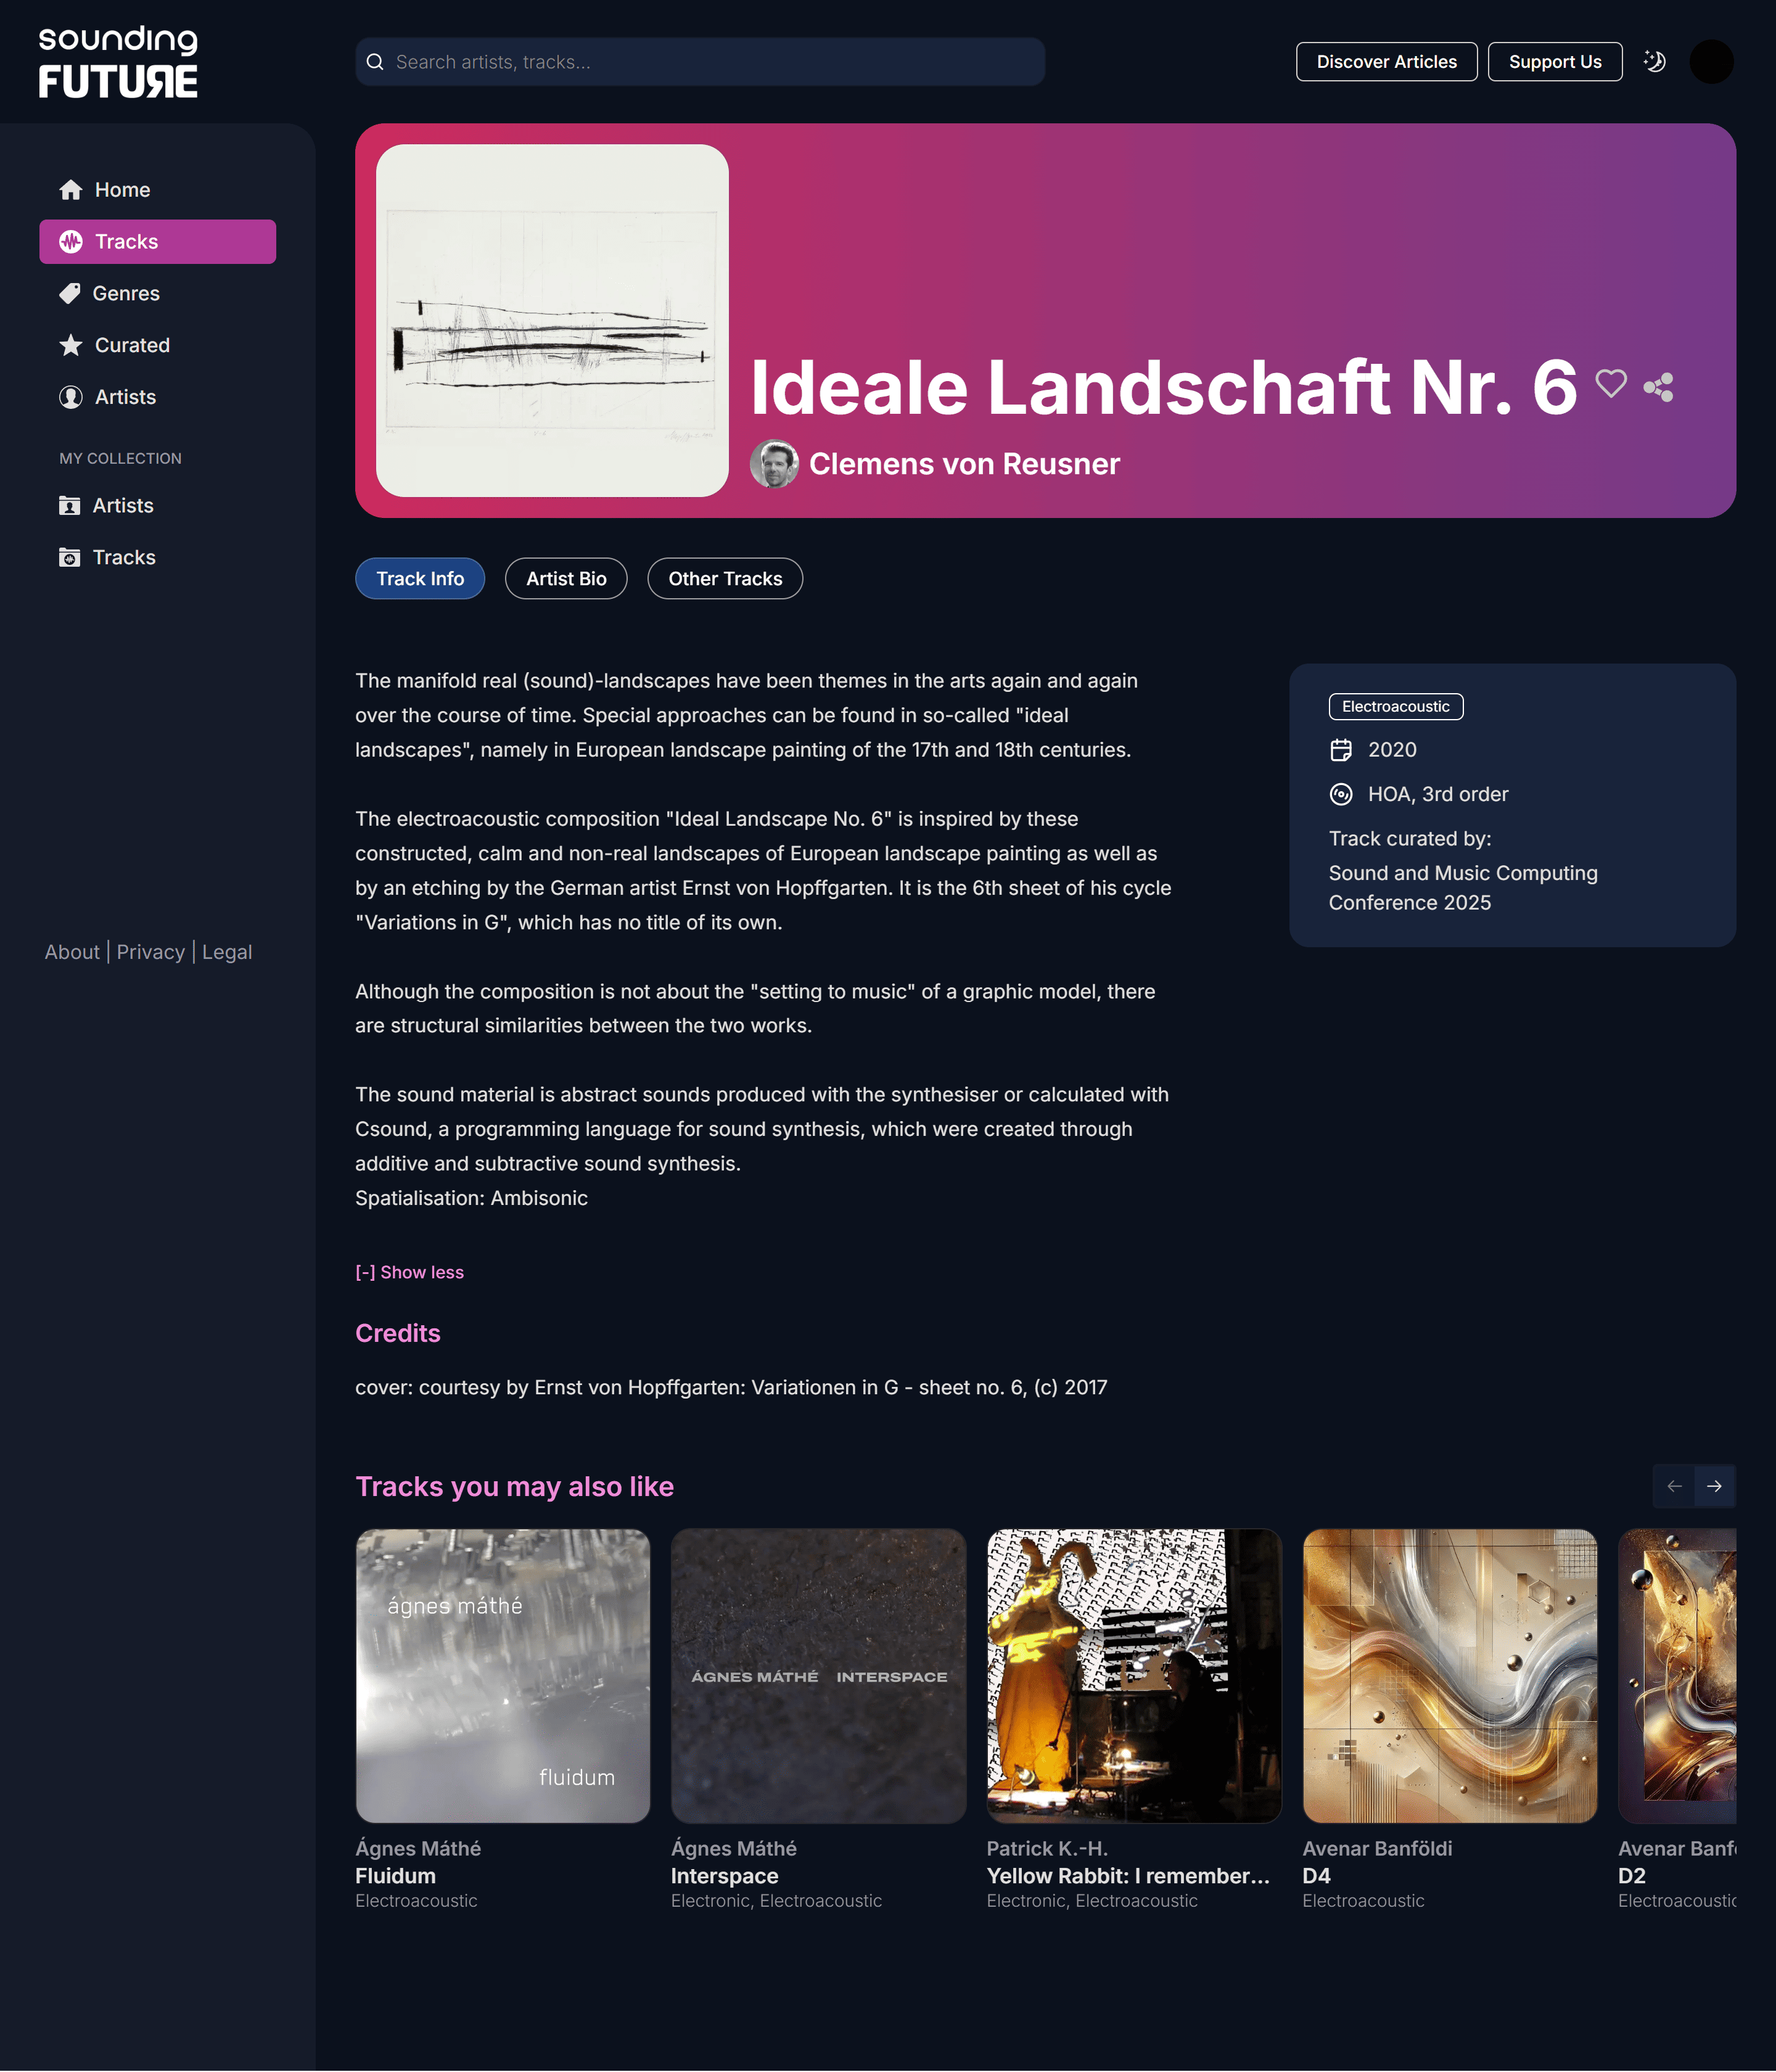 sounding
FUTURE
Search artists, tracks...
Discover Articles
Support Us
Home
Tracks
Genres
Curated
Artists
MY COLLECTION
Artists
Tracks
About | Privacy | Legal
Ideale Landschaft Nr. 6
Clemens von Reusner
Track Info
Artist Bio
Other Tracks
The manifold real (sound)-landscapes have been themes in the arts again and again
over the course of time. Special approaches can be found in so-called "ideal
landscapes", namely in European landscape painting of the 17th and 18th centuries.
The electroacoustic composition "Ideal Landscape No. 6" is inspired by these
constructed, calm and non-real landscapes of European landscape painting as well as
by an etching by the German artist Ernst von Hopffgarten. It is the 6th sheet of his cycle
"Variations in G", which has no title of its own.
Although the composition is not about the "setting to music" of a graphic model, there
are structural similarities between the two works.
The sound material is abstract sounds produced with the synthesiser or calculated with
Csound, a programming language for sound synthesis, which were created through
additive and subtractive sound synthesis.
Spatialisation: Ambisonic
[-] Show less
Electroacoustic
2020
HOA, 3rd order
Track curated by:
Sound and Music Computing
Conference 2025
Credits
cover: courtesy by Ernst von Hopffgarten: Variationen in G - sheet no. 6, (c) 2017
Tracks you may also like
ágnes máthé
fluidum
ÁGNES MÁTHÉ INTERSPACE
Ágnes Máthé
Fluidum
Electroacoustic
Ágnes Máthé
Interspace
Electronic, Electroacoustic
Patrick K.-H.
Yellow Rabbit: I remember...
Electronic, Electroacoustic
Avenar Banföldi
D4
Electroacoustic
Avenar Banf
D2
Electroacoustic